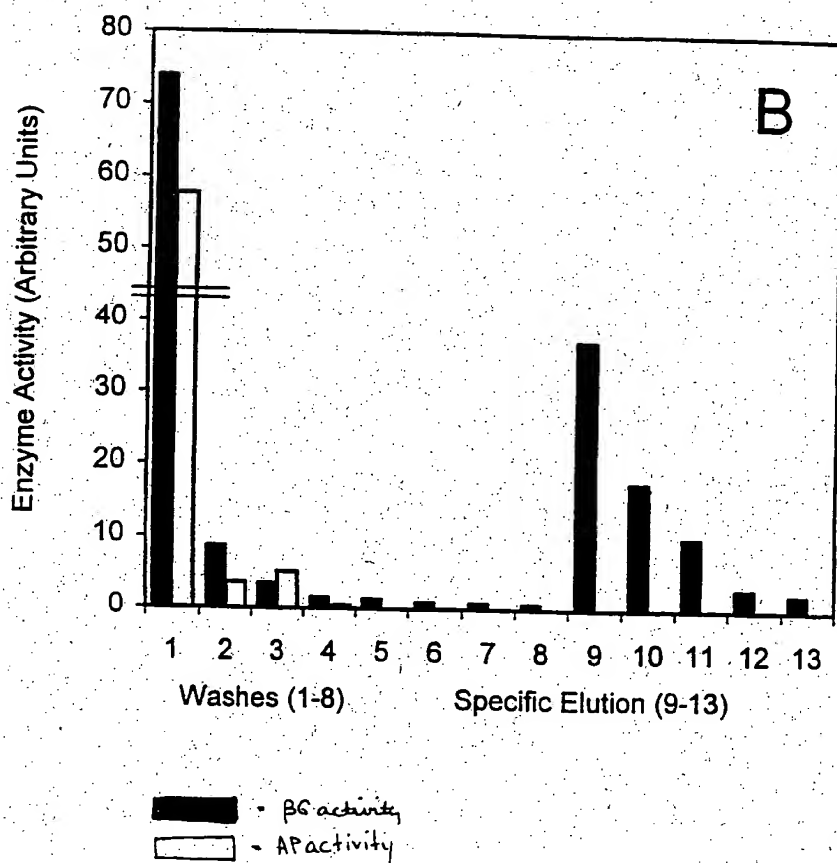 B
Enzyme Activity (Arbitrary Units)
80
70
60
50
40
30
20
10
0
1 2 3 4 5 6 7 8 9 10 11 12 13
Washes (1-8) Specific Elution (9-13)
- βG activity
- AP activity